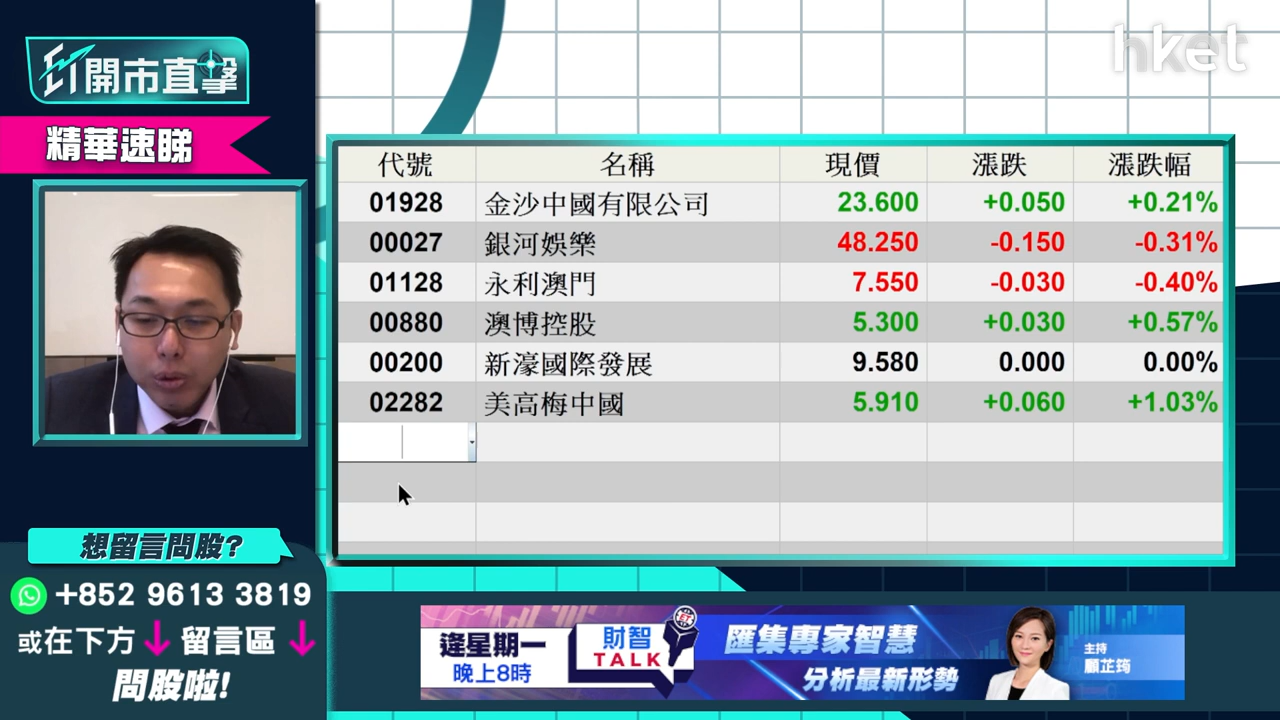 hket
ET開市直擊
精華速睇
代號 名稱 現價 漲跌 漲跌幅
01928 金沙中國有限公司 23.600 +0.050 +0.21%
00027 銀河娛樂 48.250 -0.150 -0.31%
01128 永利澳門 7.550 -0.030 -0.40%
00880 澳博控股 5.300 +0.030 +0.57%
00200 新濠國際發展 9.580 0.000 0.00%
02282 美高梅中國 5.910 +0.060 +1.03%
想留言問股?
+852 9613 3819
或在下方 留言區
問股啦!
逢星期一
晚上8時
財智
TALK
匯集專家智慧
分析最新形勢
主持
顧芷筠